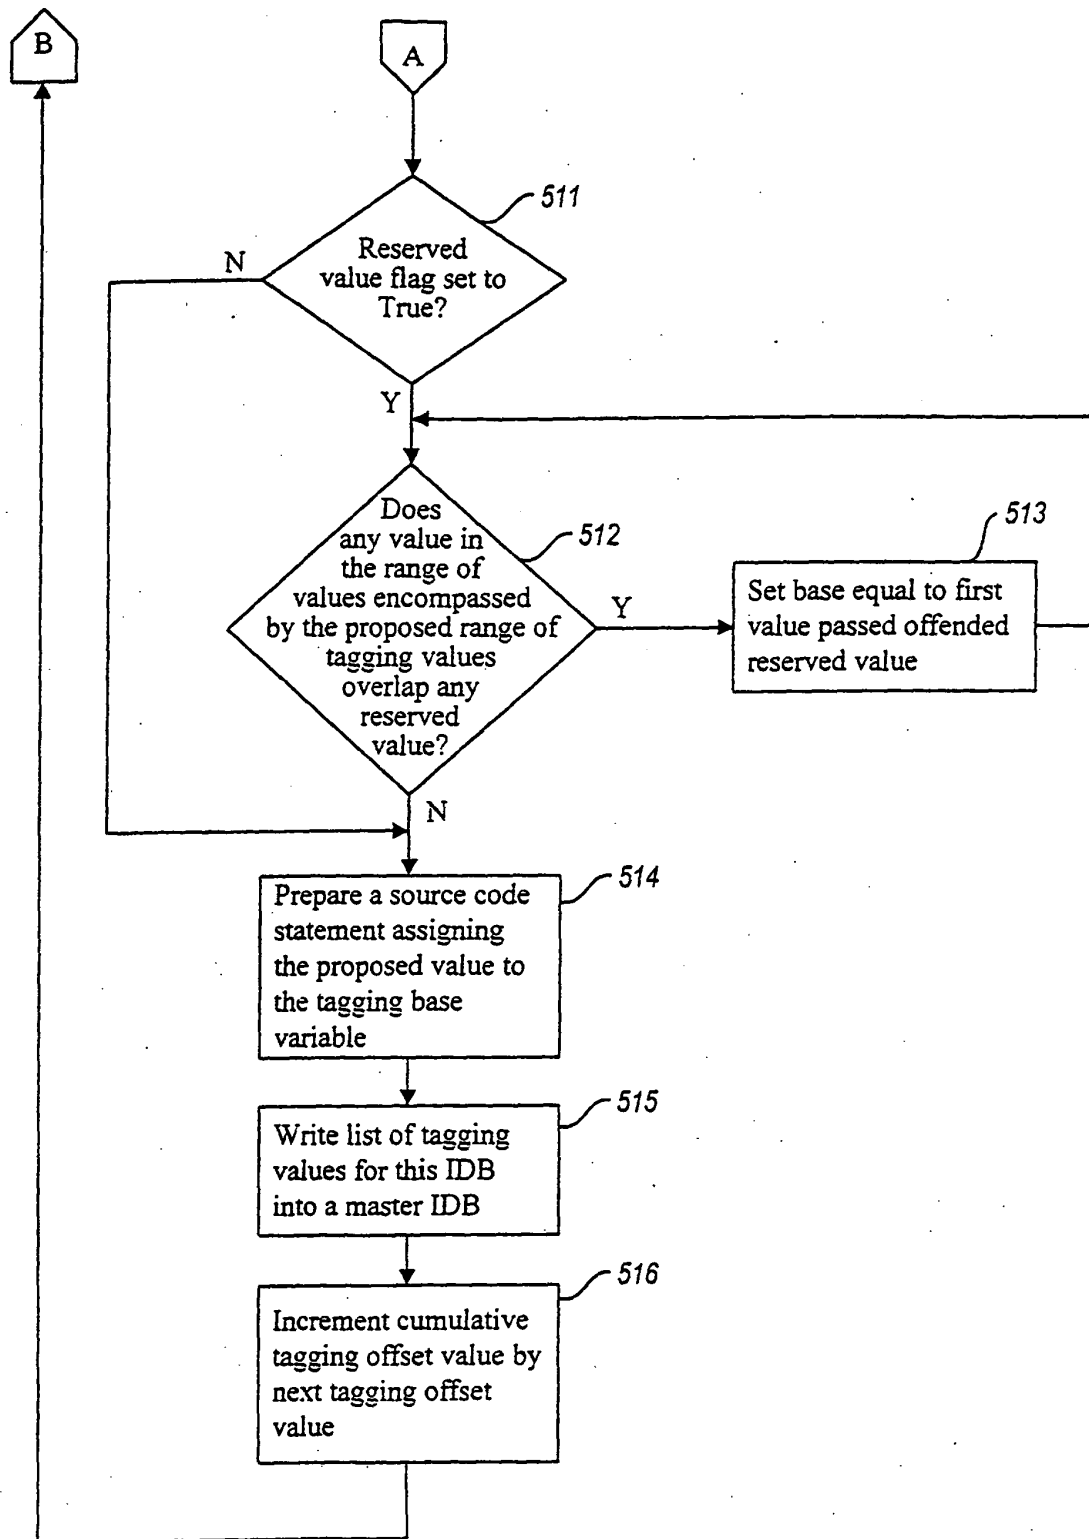 B
A
511
Reserved
value flag set to
True?
N
Y
Does
any value in
the range of
values encompassed
by the proposed range of
tagging values
overlap any
reserved
value?
512
Y
513
Set base equal to first
value passed offended
reserved value
N
514
Prepare a source code
statement assigning
the proposed value to
the tagging base
variable
515
Write list of tagging
values for this IDB
into a master IDB
516
Increment cumulative
tagging offset value by
next tagging offset
value